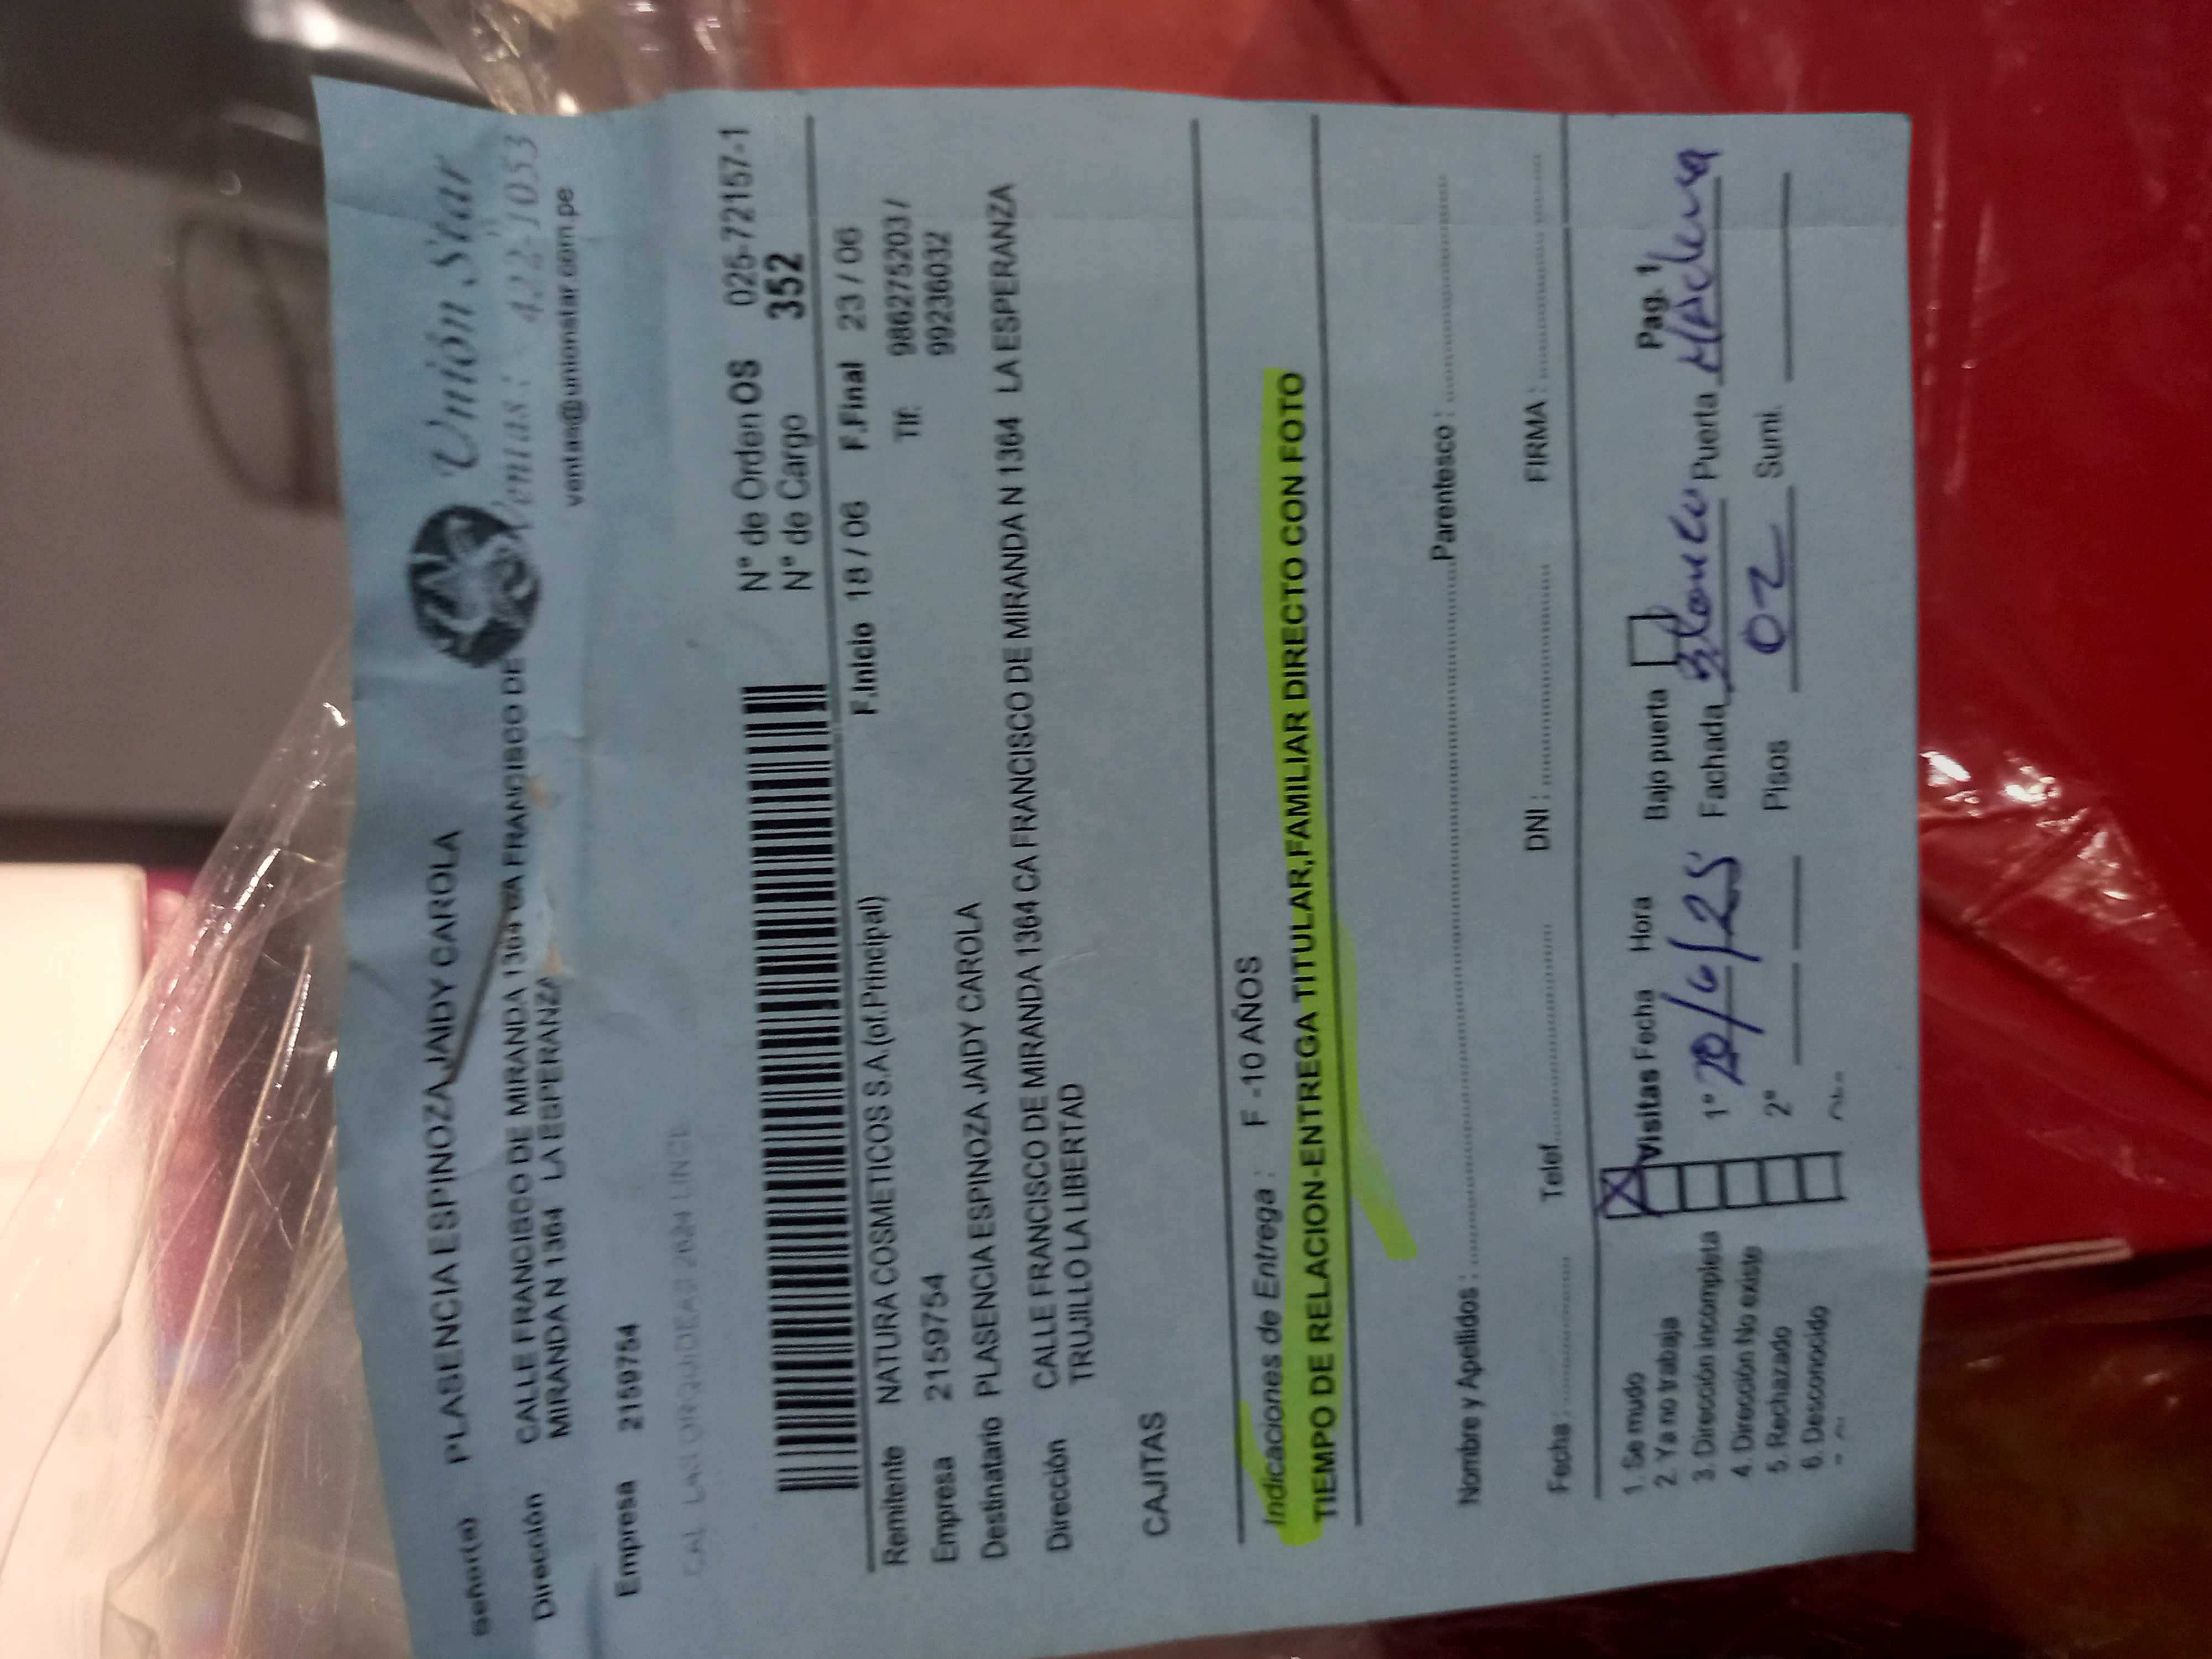 señor(a) PLASENCIA ESPINOZA JAIDY CAROLA
Dirección CALLE FRANCISCO DE MIRANDA 1364 CA FRANCISCO DE
MIRANDA N 1364 LA ESPERANZA
Unión Star
Ventas: 422-1053
ventas@unionstar.com.pe
Empresa 2159754
N° de Orden OS 025-72157-1
N° de Cargo 352
F.Inicio 18 / 06 F.Final 23 / 06
Remitente NATURA COSMETICOS S.A.(of.Principal)
Tlf: 986275203 /
Empresa 2159754
992236032
Destinatario PLASENCIA ESPINOZA JAIDY CAROLA
Dirección CALLE FRANCISCO DE MIRANDA 1364 CA FRANCISCO DE MIRANDA N 1364 LA ESPERANZA
TRUJILLO LA LIBERTAD
CAJITAS
Indicaciones de Entrega : F -10 AÑOS
TIEMPO DE RELACION-ENTREGA TITULAR,FAMILIAR DIRECTO CON FOTO
Nombre y Apellidos : Parentesco :
Fecha : Telef. DNI : FIRMA :
1. Se mudo Visitas Fecha Hora Bajo puerta Pag. 1
2. Ya no trabaja
3. Dirección incompleta 1° 20/6/25 Fachada Blanco Puerta Madera
4. Dirección No existe
5. Rechazado 2° Pisos 02 Sumi.
6. Desconocido